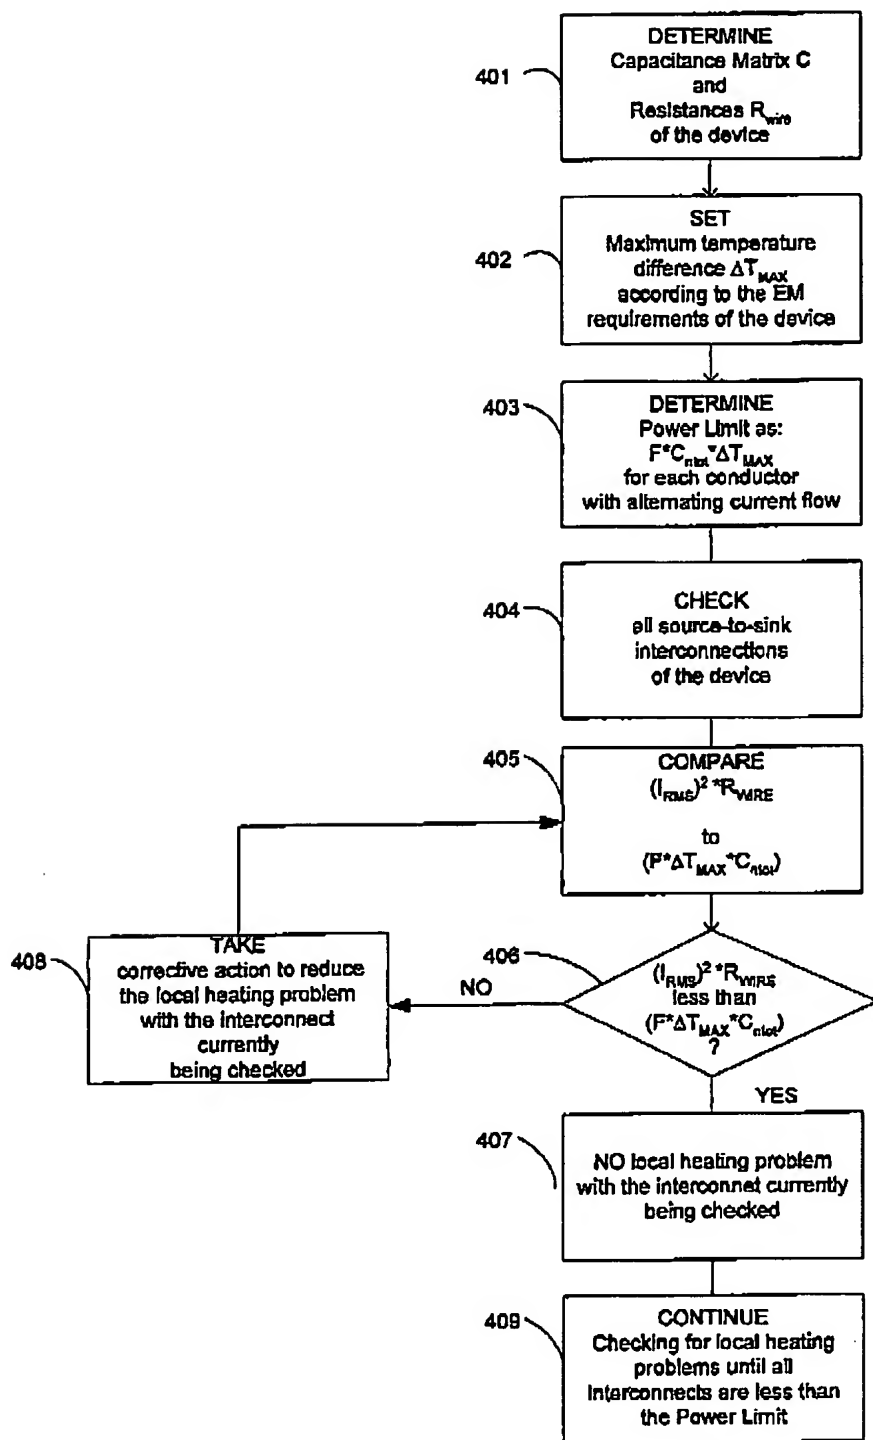 401
DETERMINE
Capacitance Matrix C
and
Resistances R_wire
of the device
402
SET
Maximum temperature
difference ΔT_MAX
according to the EM
requirements of the device
403
DETERMINE
Power Limit as:
F*C_ntot*ΔT_MAX
for each conductor
with alternating current flow
404
CHECK
all source-to-sink
interconnections
of the device
405
COMPARE
(I_RMS)² *R_WIRE
to
(F*ΔT_MAX*C_ntot)
406
(I_RMS)² *R_WIRE
less than
(F*ΔT_MAX*C_ntot)
?
NO
YES
408
TAKE
corrective action to reduce
the local heating problem
with the interconnect
currently
being checked
407
NO local heating problem
with the interconnet currently
being checked
409
CONTINUE
Checking for local heating
problems until all
interconnects are less than
the Power Limit